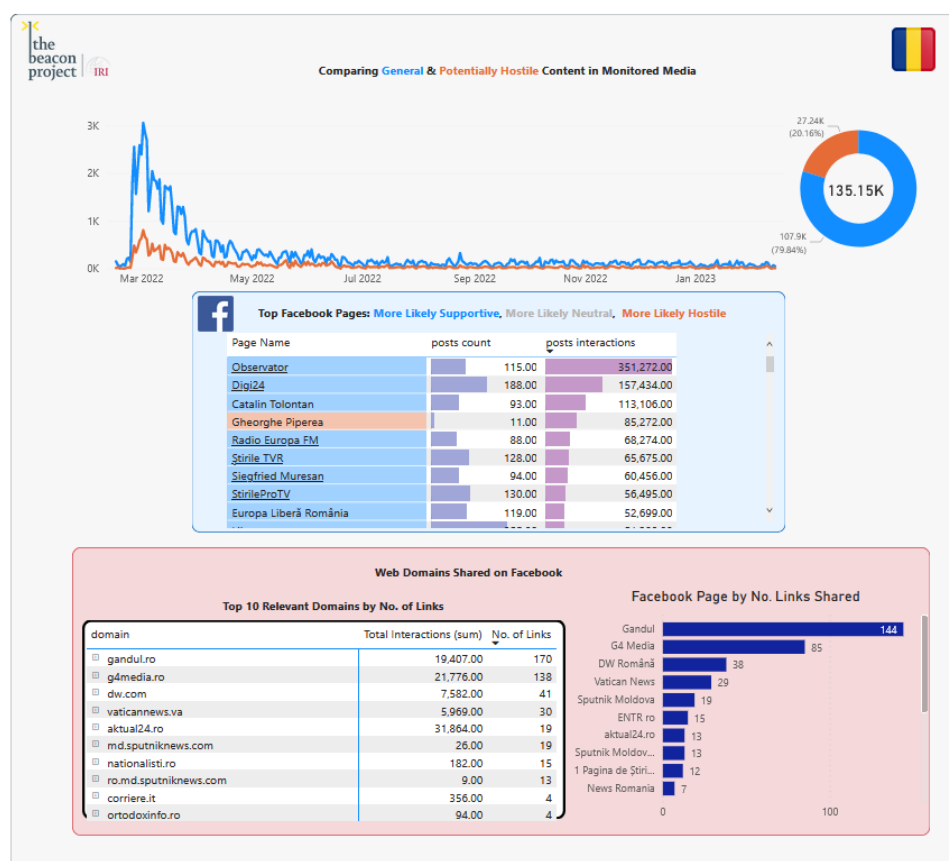 the
beacon
project IRI
Comparing General & Potentially Hostile Content in Monitored Media
3K
2K
1K
0K
Mar 2022 May 2022 Jul 2022 Sep 2022 Nov 2022 Jan 2023
27.24K
(20.16%)
135.15K
107.9K
(79.84%)
Top Facebook Pages: More Likely Supportive, More Likely Neutral, More Likely Hostile
Page Name posts count posts interactions
Observator 115.00 351,272.00
Digi24 188.00 157,434.00
Catalin Tolontan 93.00 113,106.00
Gheorghe Piperea 11.00 85,272.00
Radio Europa FM 88.00 68,274.00
Știrile TVR 128.00 65,675.00
Siegfried Muresan 94.00 60,456.00
StirileProTV 130.00 56,495.00
Europa Liberă România 119.00 52,699.00
Web Domains Shared on Facebook
Top 10 Relevant Domains by No. of Links
domain Total Interactions (sum) No. of Links
gandul.ro 19,407.00 170
g4media.ro 21,776.00 138
dw.com 7,582.00 41
vaticannews.va 5,969.00 30
aktual24.ro 31,864.00 19
md.sputniknews.com 26.00 19
nationalisti.ro 182.00 15
ro.md.sputniknews.com 9.00 13
corriere.it 356.00 4
ortodoxinfo.ro 94.00 4
Facebook Page by No. Links Shared
Gandul 144
G4 Media 85
DW Română 38
Vatican News 29
Sputnik Moldova 19
ENTR ro 15
aktual24.ro 13
Sputnik Moldov... 13
1 Pagina de Știri... 12
News Romania 7
0 100